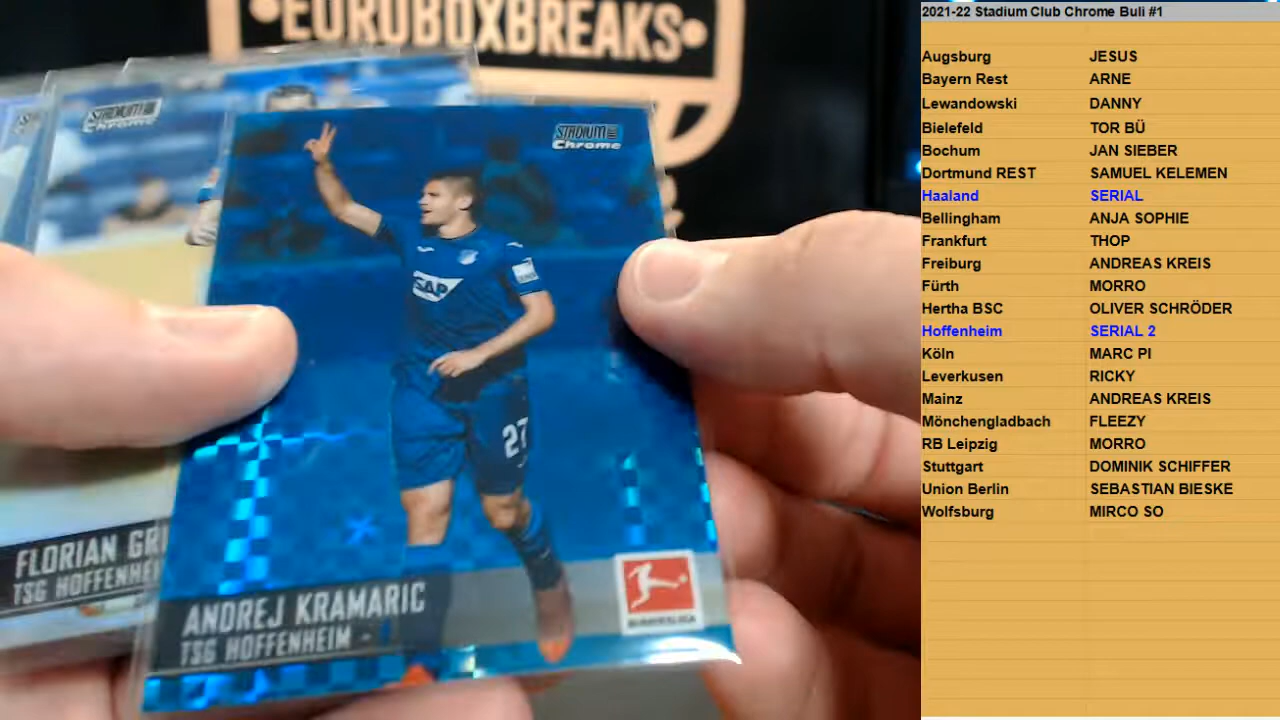 EUROBOXBREAKS
STADIUM
Chrome
STADIUM
Chrome
SAP
27
FLORIAN
TSG HOFFENHEIM
ANDREJ KRAMARIC
TSG HOFFENHEIM
BUNDESLIGA
2021-22 Stadium Club Chrome Buli #1
Augsburg JESUS
Bayern Rest ARNE
Lewandowski DANNY
Bielefeld TOR BÜ
Bochum JAN SIEBER
Dortmund REST SAMUEL KELEMEN
Haaland SERIAL
Bellingham ANJA SOPHIE
Frankfurt THOP
Freiburg ANDREAS KREIS
Fürth MORRO
Hertha BSC OLIVER SCHRÖDER
Hoffenheim SERIAL 2
Köln MARC PI
Leverkusen RICKY
Mainz ANDREAS KREIS
Mönchengladbach FLEEZY
RB Leipzig MORRO
Stuttgart DOMINIK SCHIFFER
Union Berlin SEBASTIAN BIESKE
Wolfsburg MIRCO SO